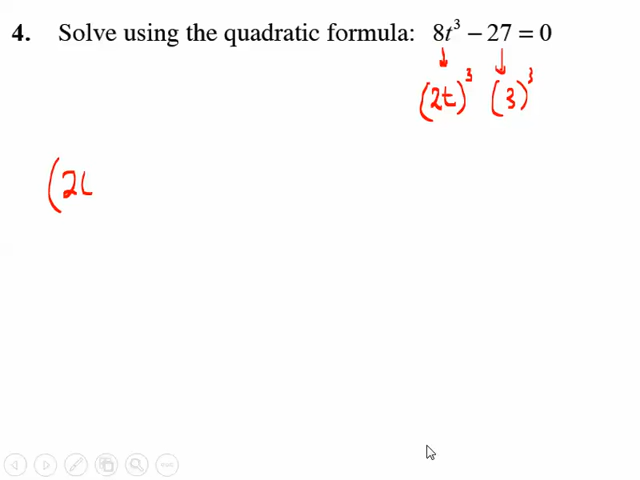 4. Solve using the quadratic formula: 8t³ − 27 = 0
(2t)³ (3)³
(2